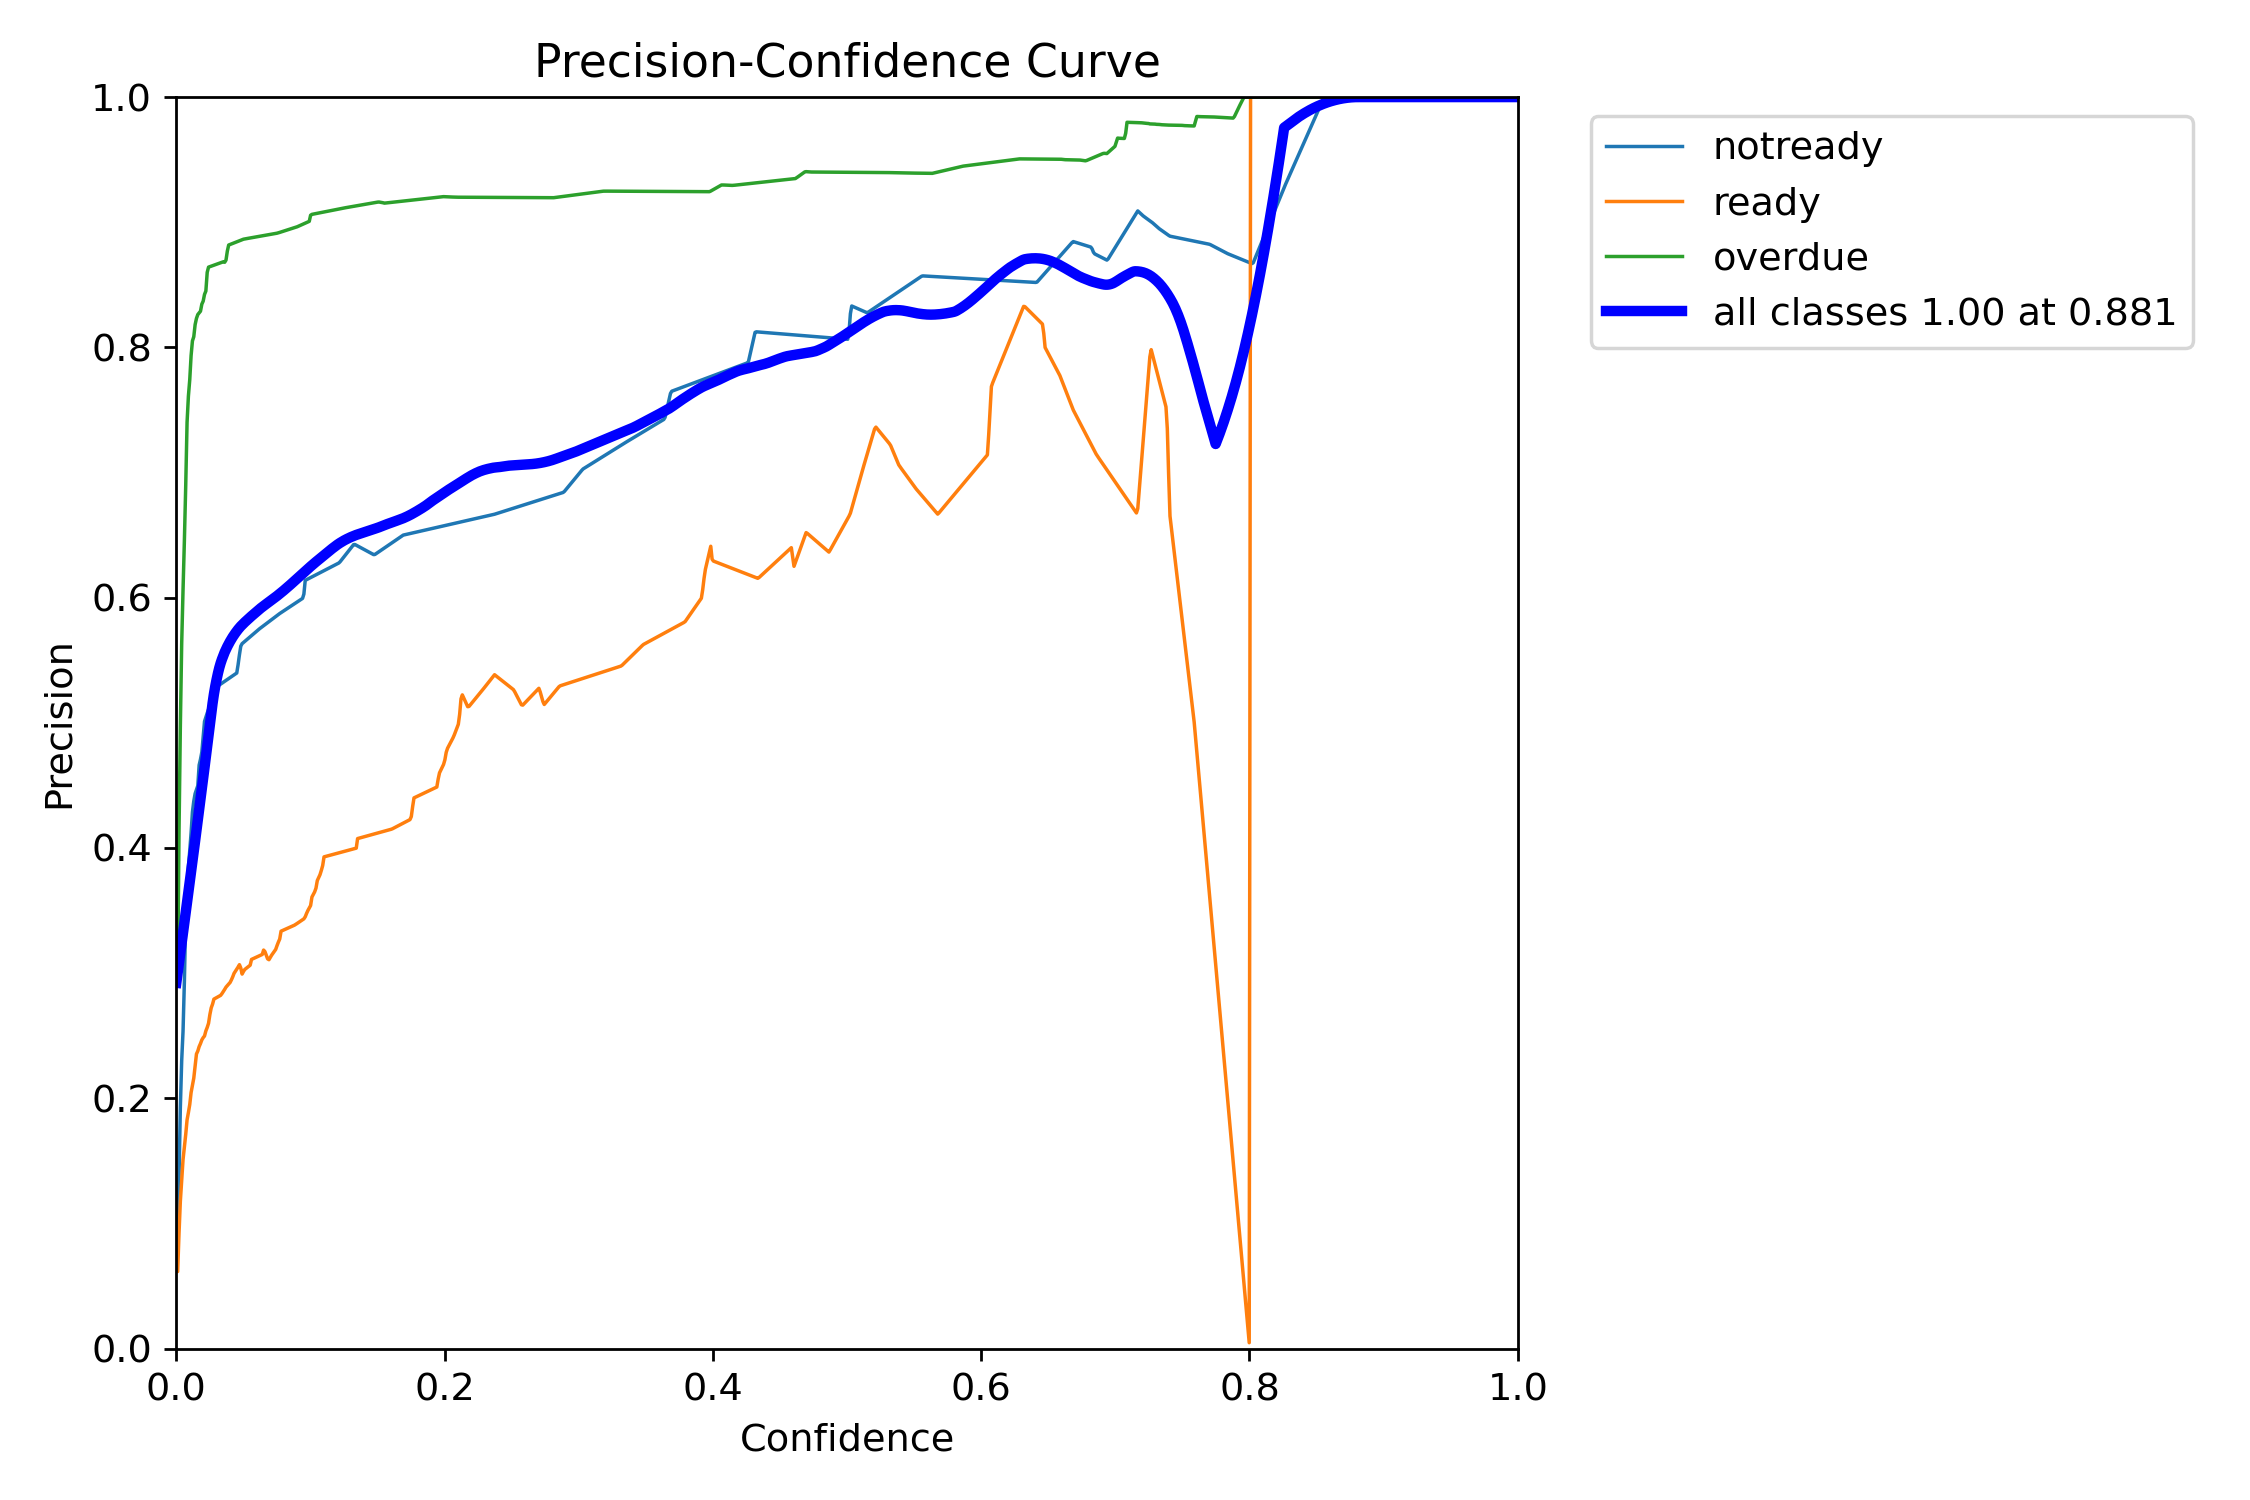 Precision-Confidence Curve
1.0
0.8
0.6
0.4
0.2
0.0
Precision
0.0 0.2 0.4 0.6 0.8 1.0
Confidence
notready
ready
overdue
all classes 1.00 at 0.881